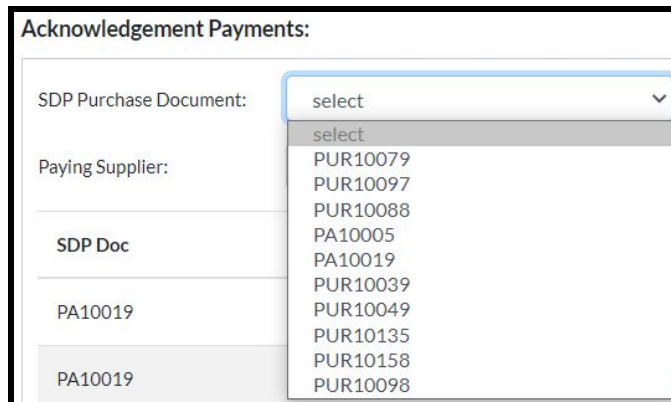 Acknowledgement Payments:
SDP Purchase Document:
select
select
PUR10079
PUR10097
PUR10088
PA10005
PA10019
PUR10039
PUR10049
PUR10135
PUR10158
PUR10098
Paying Supplier:
SDP Doc
PA10019
PA10019